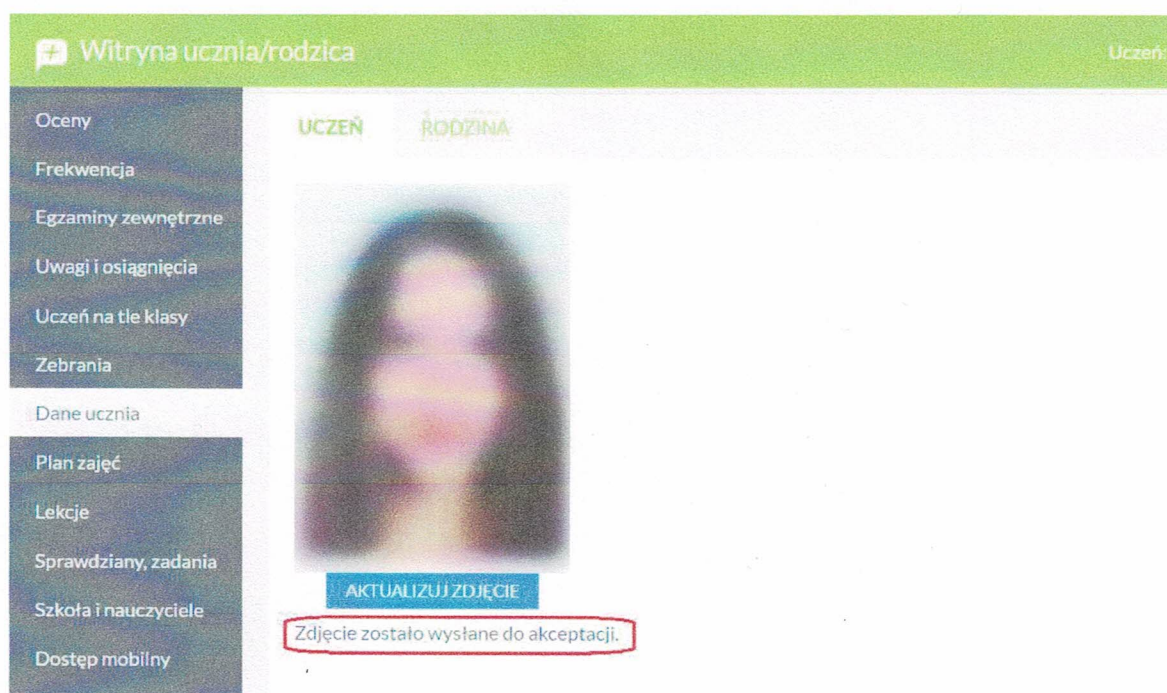 Witryna ucznia/rodzica
Uczeń:
Oceny
Frekwencja
Egzaminy zewnętrzne
Uwagi i osiągnięcia
Uczeń na tle klasy
Zebrania
Dane ucznia
Plan zajęć
Lekcje
Sprawdziany, zadania
Szkoła i nauczyciele
Dostęp mobilny
UCZEŃ
RODZINA
AKTUALIZUJ ZDJĘCIE
Zdjęcie zostało wysłane do akceptacji.